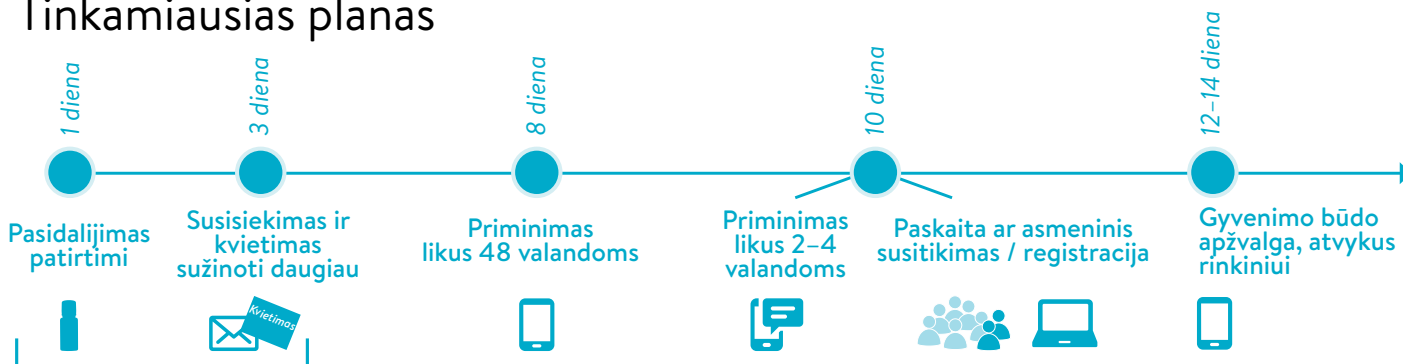 Tinkamiausias planas
1 diena
3 diena
8 diena
10 diena
12–14 diena
Pasidalijimas
patirtimi
Susisiekimas ir
kvietimas
sužinoti daugiau
Priminimas
likus 48 valandoms
Priminimas
likus 2–4
valandoms
Paskaita ar asmeninis
susitikimas / registracija
Gyvenimo būdo
apžvalga, atvykus
rinkiniui
Kvietimas